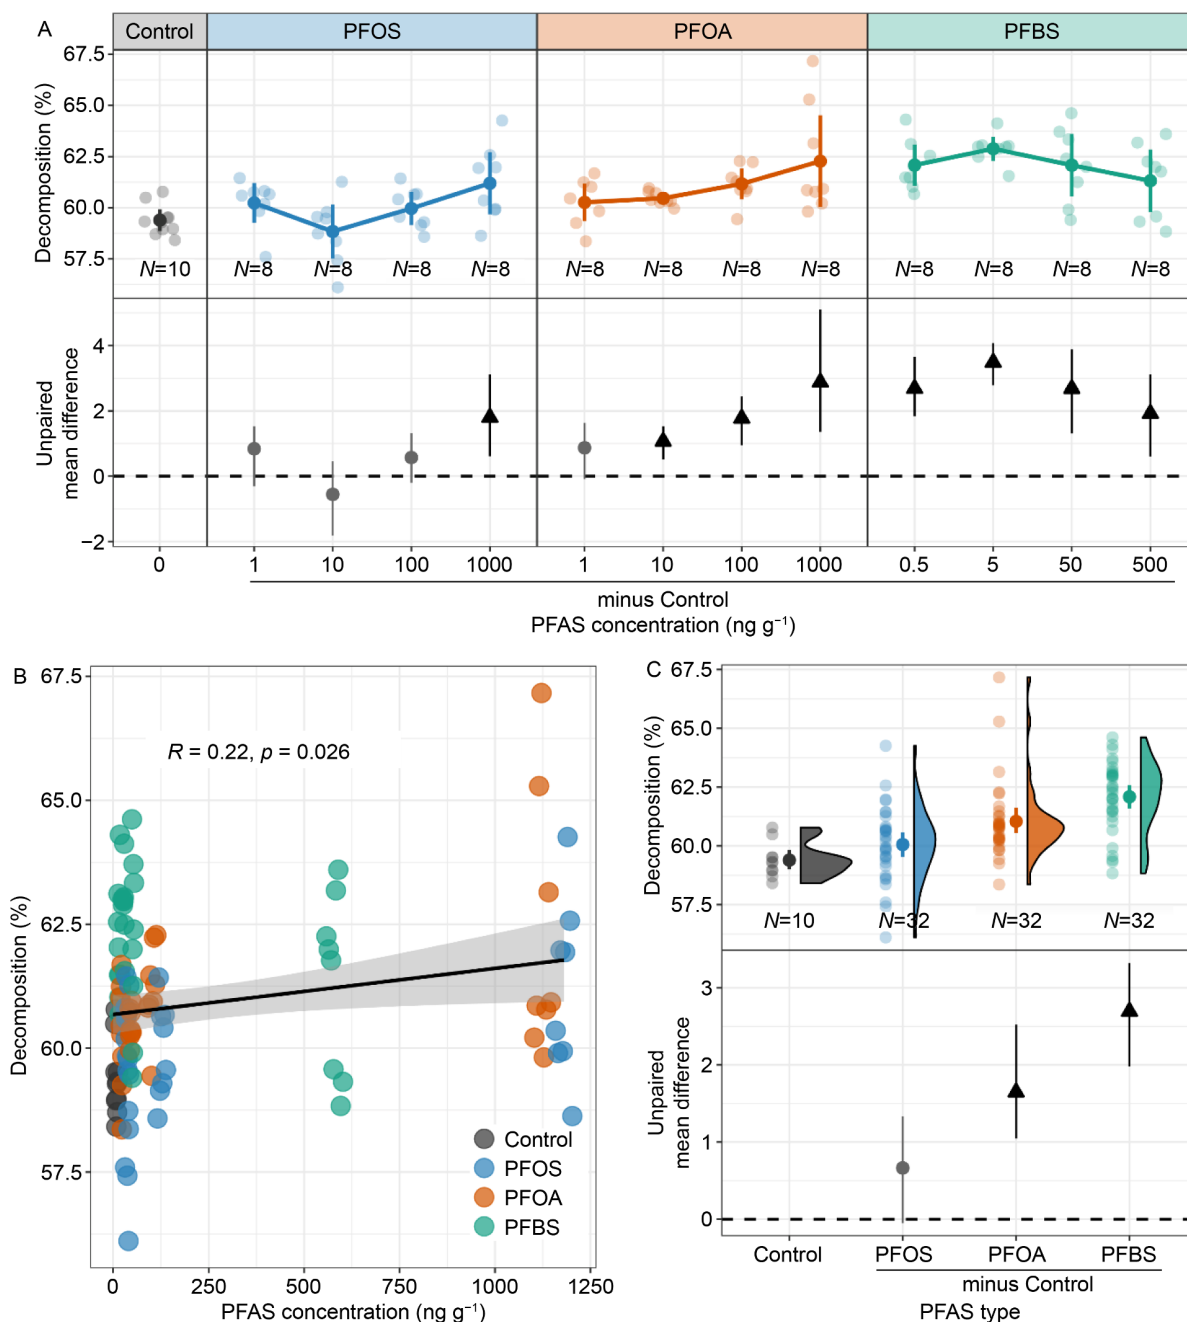 A
Control PFOS PFOA PFBS
Decomposition (%)
67.5
65.0
62.5
60.0
57.5
N=10 N=8 N=8 N=8 N=8 N=8 N=8 N=8 N=8 N=8 N=8 N=8 N=8
Unpaired
mean difference
4
2
0
−2
0 1 10 100 1000 1 10 100 1000 0.5 5 50 500
minus Control
PFAS concentration (ng g⁻¹)
B
Decomposition (%)
67.5
65.0
62.5
60.0
57.5
R = 0.22, p = 0.026
Control
PFOS
PFOA
PFBS
0 250 500 750 1000 1250
PFAS concentration (ng g⁻¹)
C
Decomposition (%)
67.5
65.0
62.5
60.0
57.5
N=10 N=32 N=32 N=32
Unpaired
mean difference
3
2
1
0
Control PFOS PFOA PFBS
minus Control
PFAS type